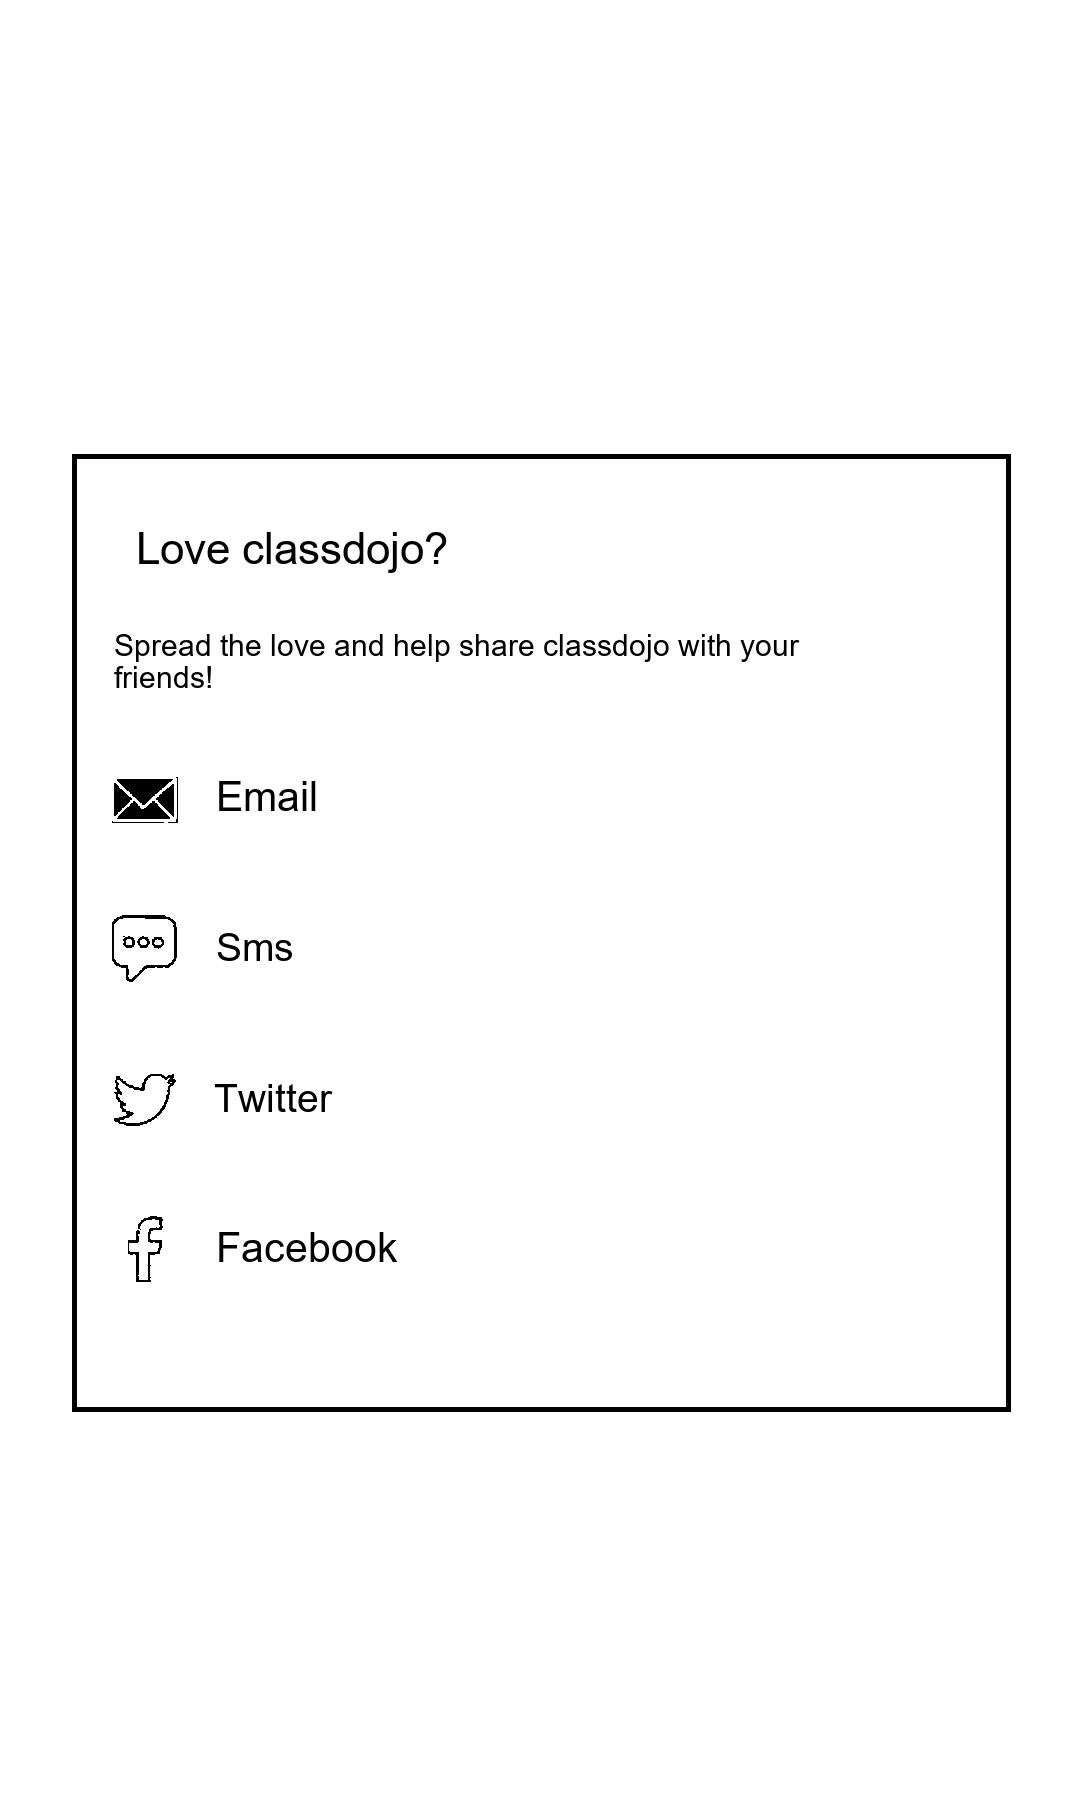 Love classdojo?
Spread the love and help share classdojo with your
friends!
Email
Sms
Twitter
Facebook